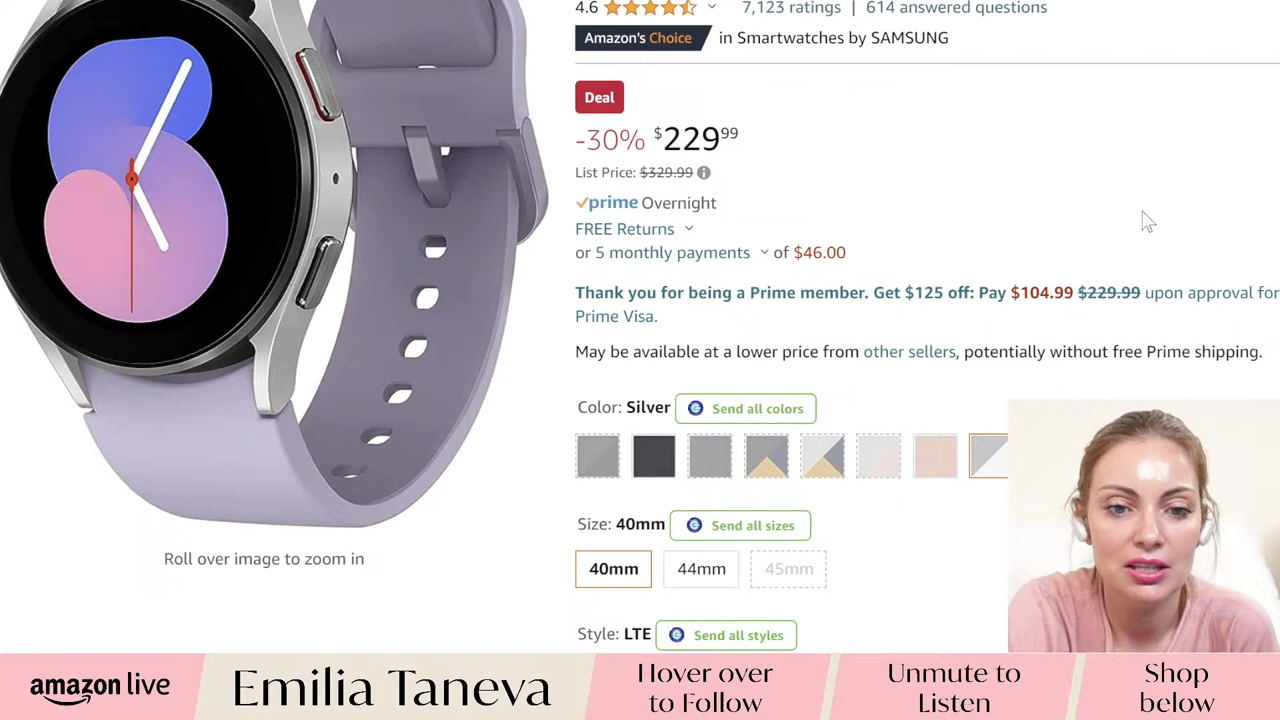 4.6 7,123 ratings | 614 answered questions
Amazon's Choice in Smartwatches by SAMSUNG
Deal
-30% $229.99
List Price: $329.99
prime Overnight
FREE Returns
or 5 monthly payments of $46.00
Thank you for being a Prime member. Get $125 off: Pay $104.99 $229.99 upon approval for
Prime Visa.
May be available at a lower price from other sellers, potentially without free Prime shipping.
Color: Silver Send all colors
Size: 40mm Send all sizes
40mm 44mm 45mm
Style: LTE Send all styles
Roll over image to zoom in
amazon live
Emilia Taneva
Hover over
to Follow
Unmute to
Listen
Shop
below